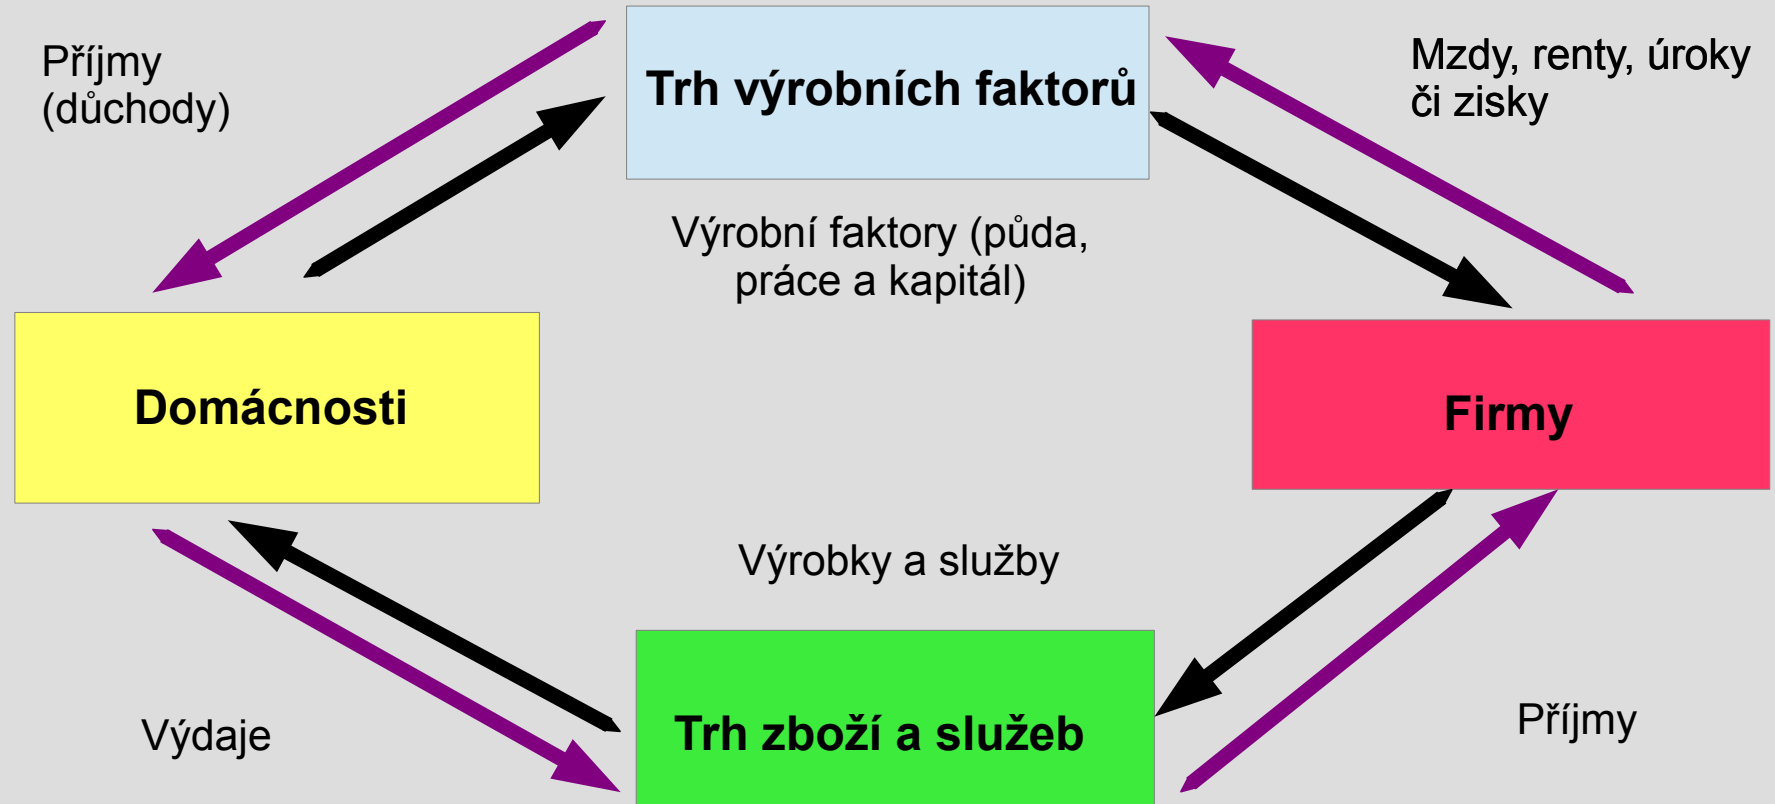 Příjmy
(důchody)
Trh výrobních faktorů
Mzdy, renty, úroky
či zisky
Výrobní faktory (půda,
práce a kapitál)
Domácnosti
Firmy
Výrobky a služby
Výdaje
Trh zboží a služeb
Příjmy